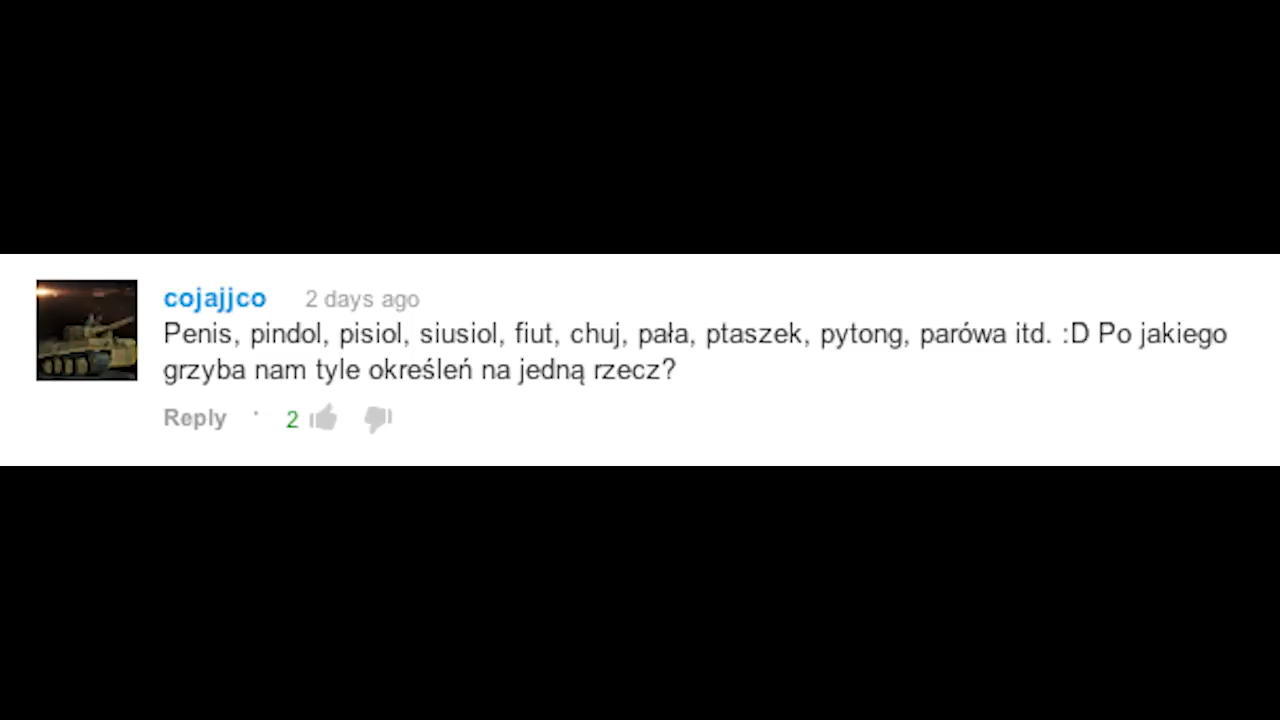 cojajjco 2 days ago
Penis, pindol, pisiol, siusiol, fiut, chuj, pała, ptaszek, pytong, parówa itd. :D Po jakiego
grzyba nam tyle określeń na jedną rzecz?
Reply · 2